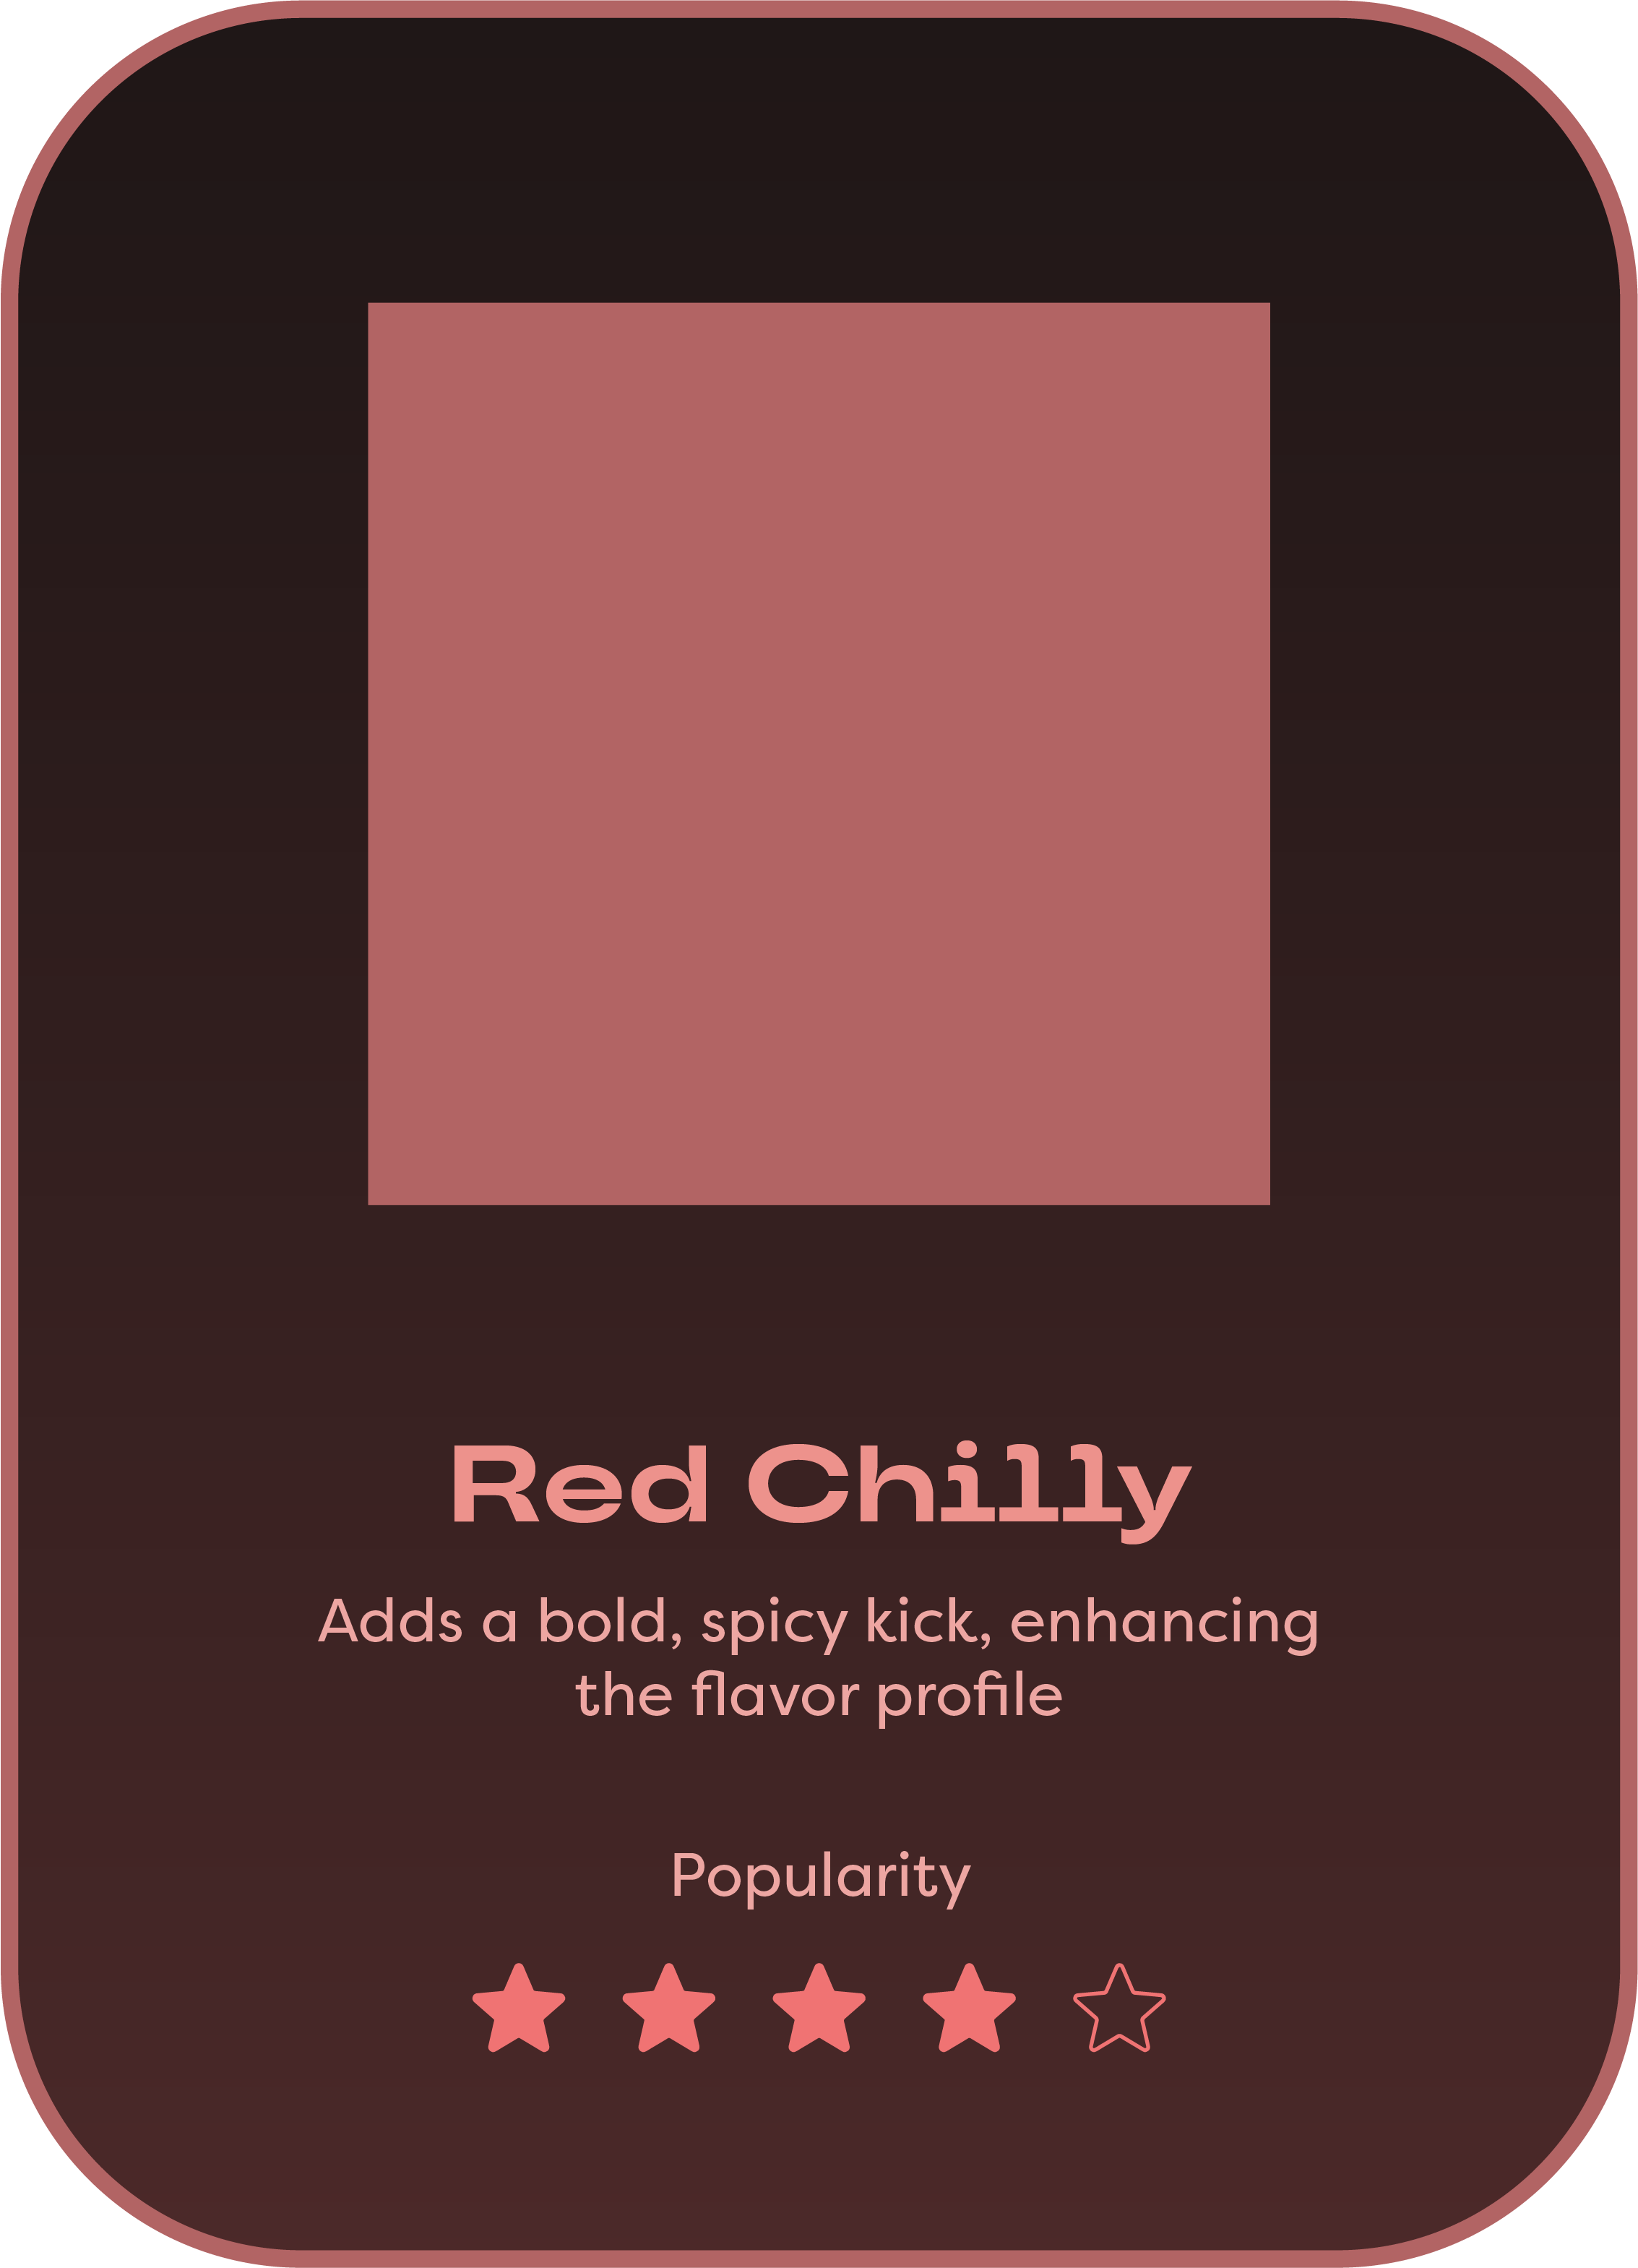 Red Chilly
Adds a bold, spicy kick, enhancing
the flavor profile
Popularity